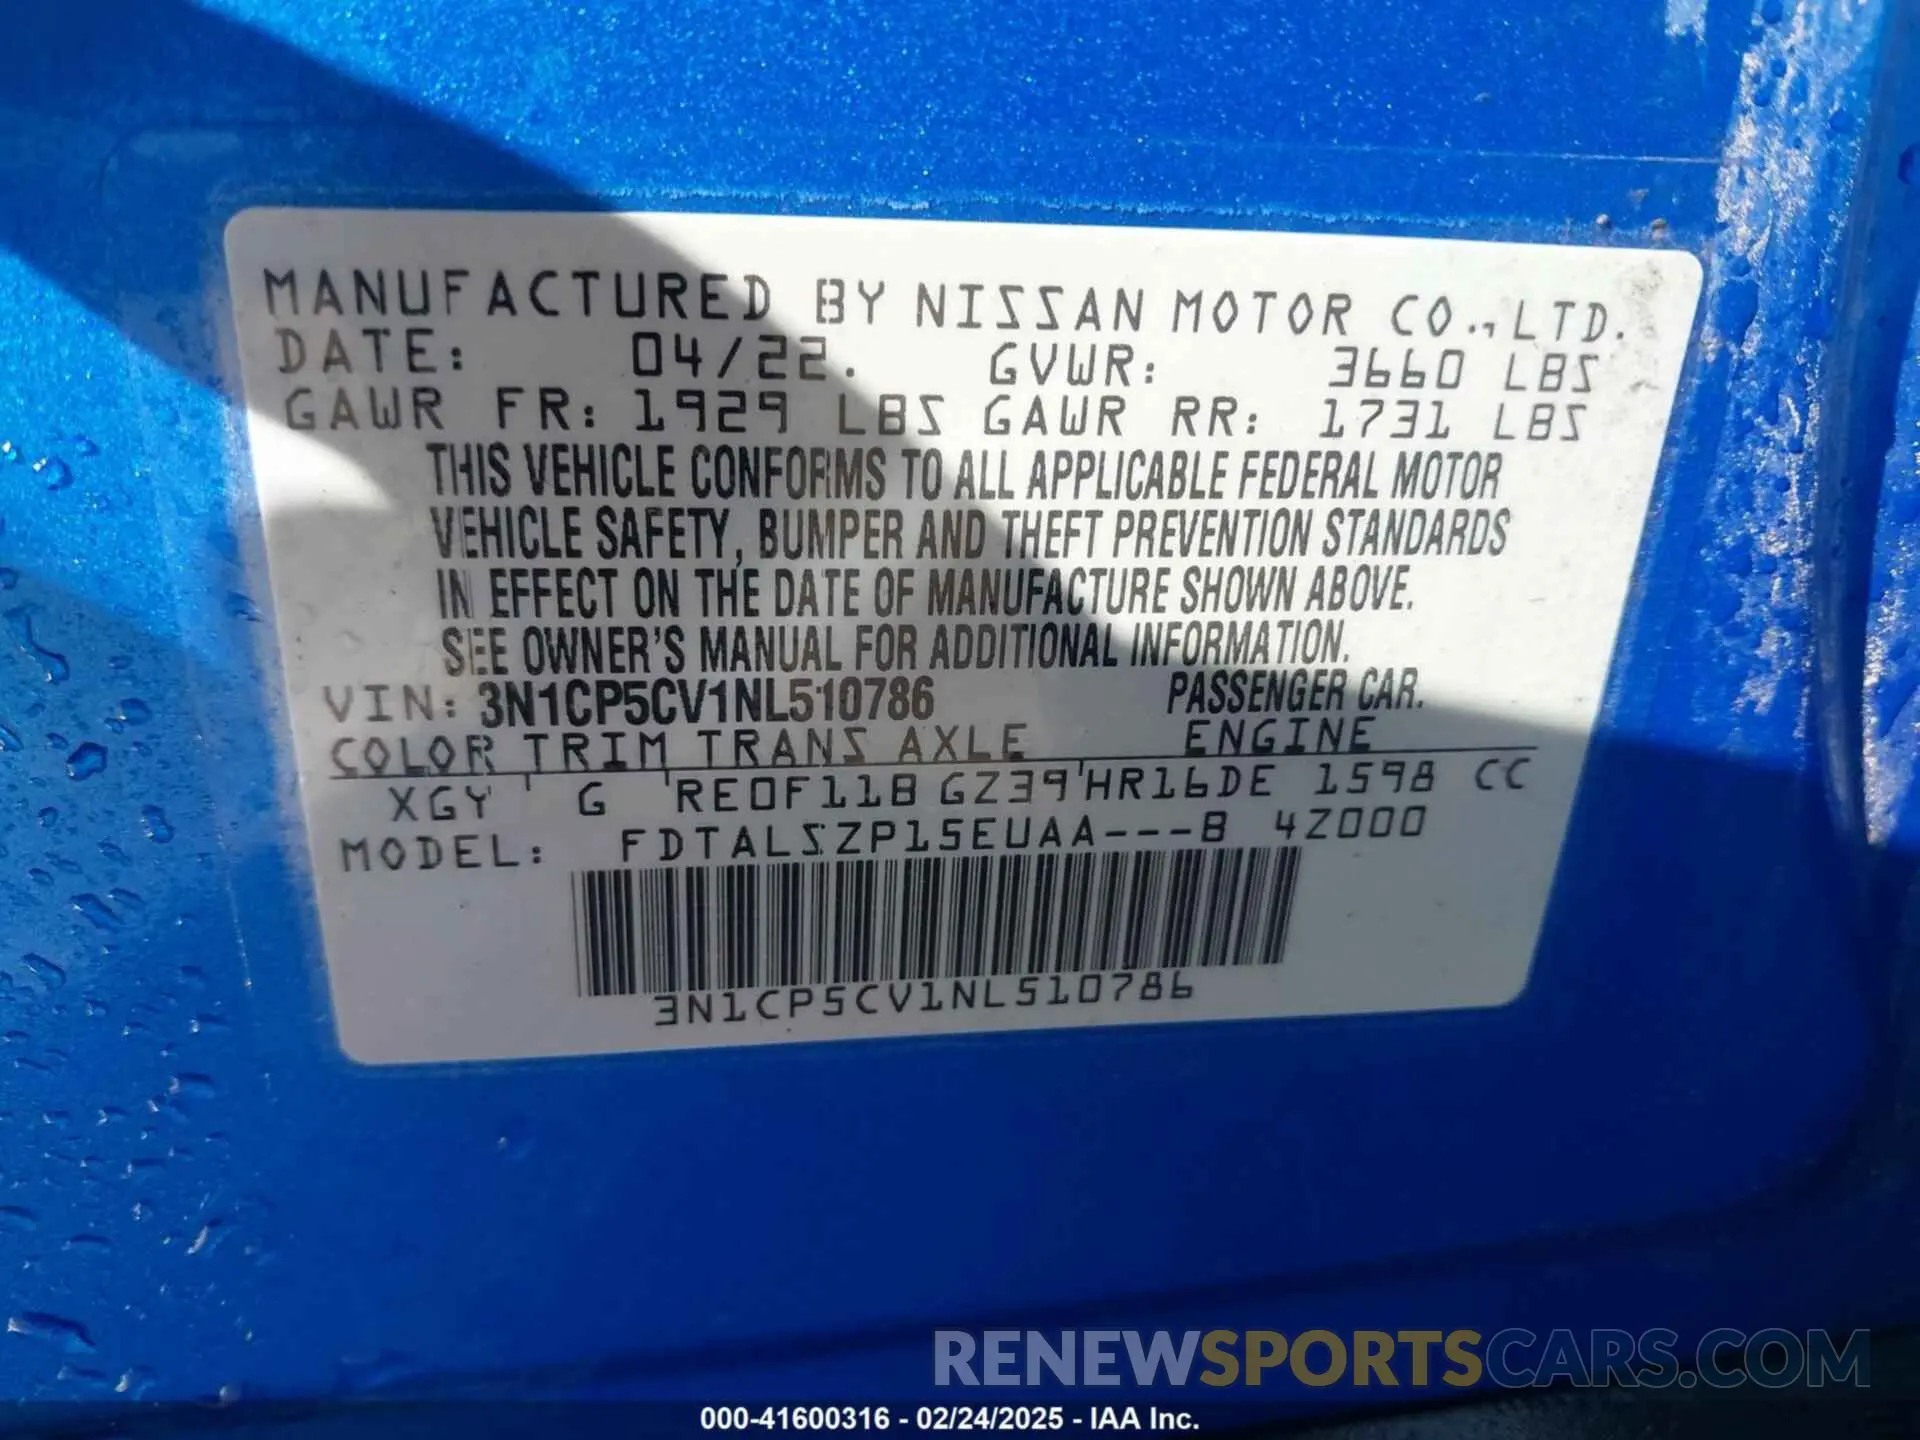 MANUFACTURED BY NISSAN MOTOR CO., LTD.
DATE: 04/22. GVWR: 3660 LBS
GAWR FR: 1929 LBS GAWR RR: 1731 LBS
THIS VEHICLE CONFORMS TO ALL APPLICABLE FEDERAL MOTOR
VEHICLE SAFETY, BUMPER AND THEFT PREVENTION STANDARDS
IN EFFECT ON THE DATE OF MANUFACTURE SHOWN ABOVE.
SEE OWNER'S MANUAL FOR ADDITIONAL INFORMATION.
VIN: 3N1CP5CV1NL510786 PASSENGER CAR.
COLOR TRIM TRANS AXLE ENGINE
XGY G RE0F11B GZ39 HR16DE 1598 CC
MODEL: FDTALSZP15EUAA---B 4Z000
3N1CP5CV1NL510786
RENEWSPORTSCARS.COM
000-41600316 - 02/24/2025 - IAA Inc.